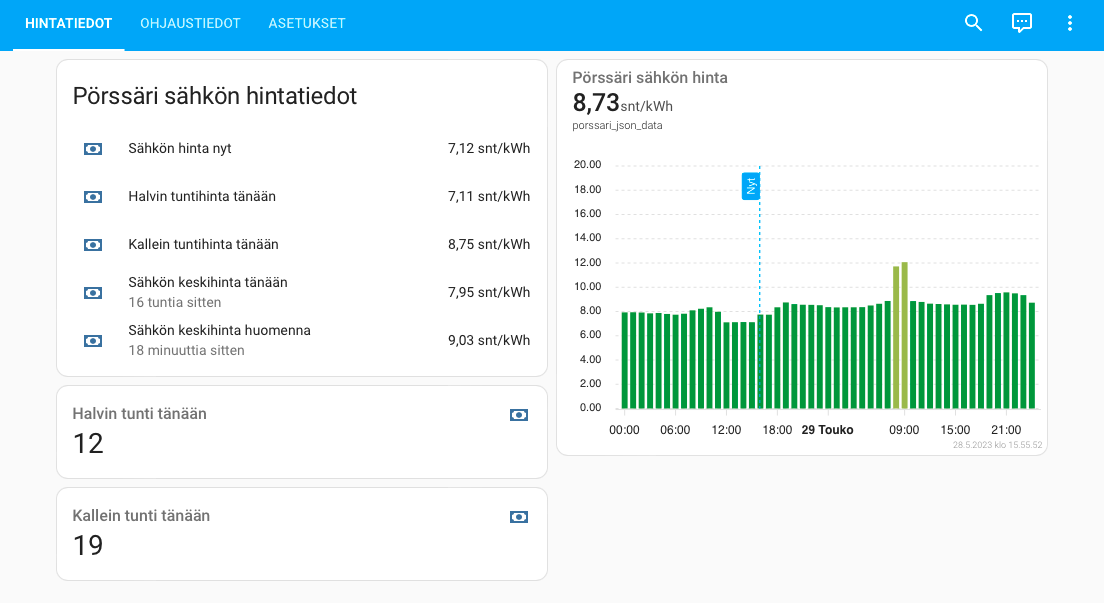 HINTATIEDOT OHJAUSTIEDOT ASETUKSET
Pörssäri sähkön hintatiedot
Sähkön hinta nyt 7,12 snt/kWh
Halvin tuntihinta tänään 7,11 snt/kWh
Kallein tuntihinta tänään 8,75 snt/kWh
Sähkön keskihinta tänään
16 tuntia sitten
7,95 snt/kWh
Sähkön keskihinta huomenna
18 minuuttia sitten
9,03 snt/kWh
Halvin tunti tänään
12
Kallein tunti tänään
19
Pörssäri sähkön hinta
8,73snt/kWh
porssari_json_data
20.00
18.00
16.00
14.00
12.00
10.00
8.00
6.00
4.00
2.00
0.00
Nyt
00:00 06:00 12:00 18:00 29 Touko 09:00 15:00 21:00
28.5.2023 klo 15.55.52